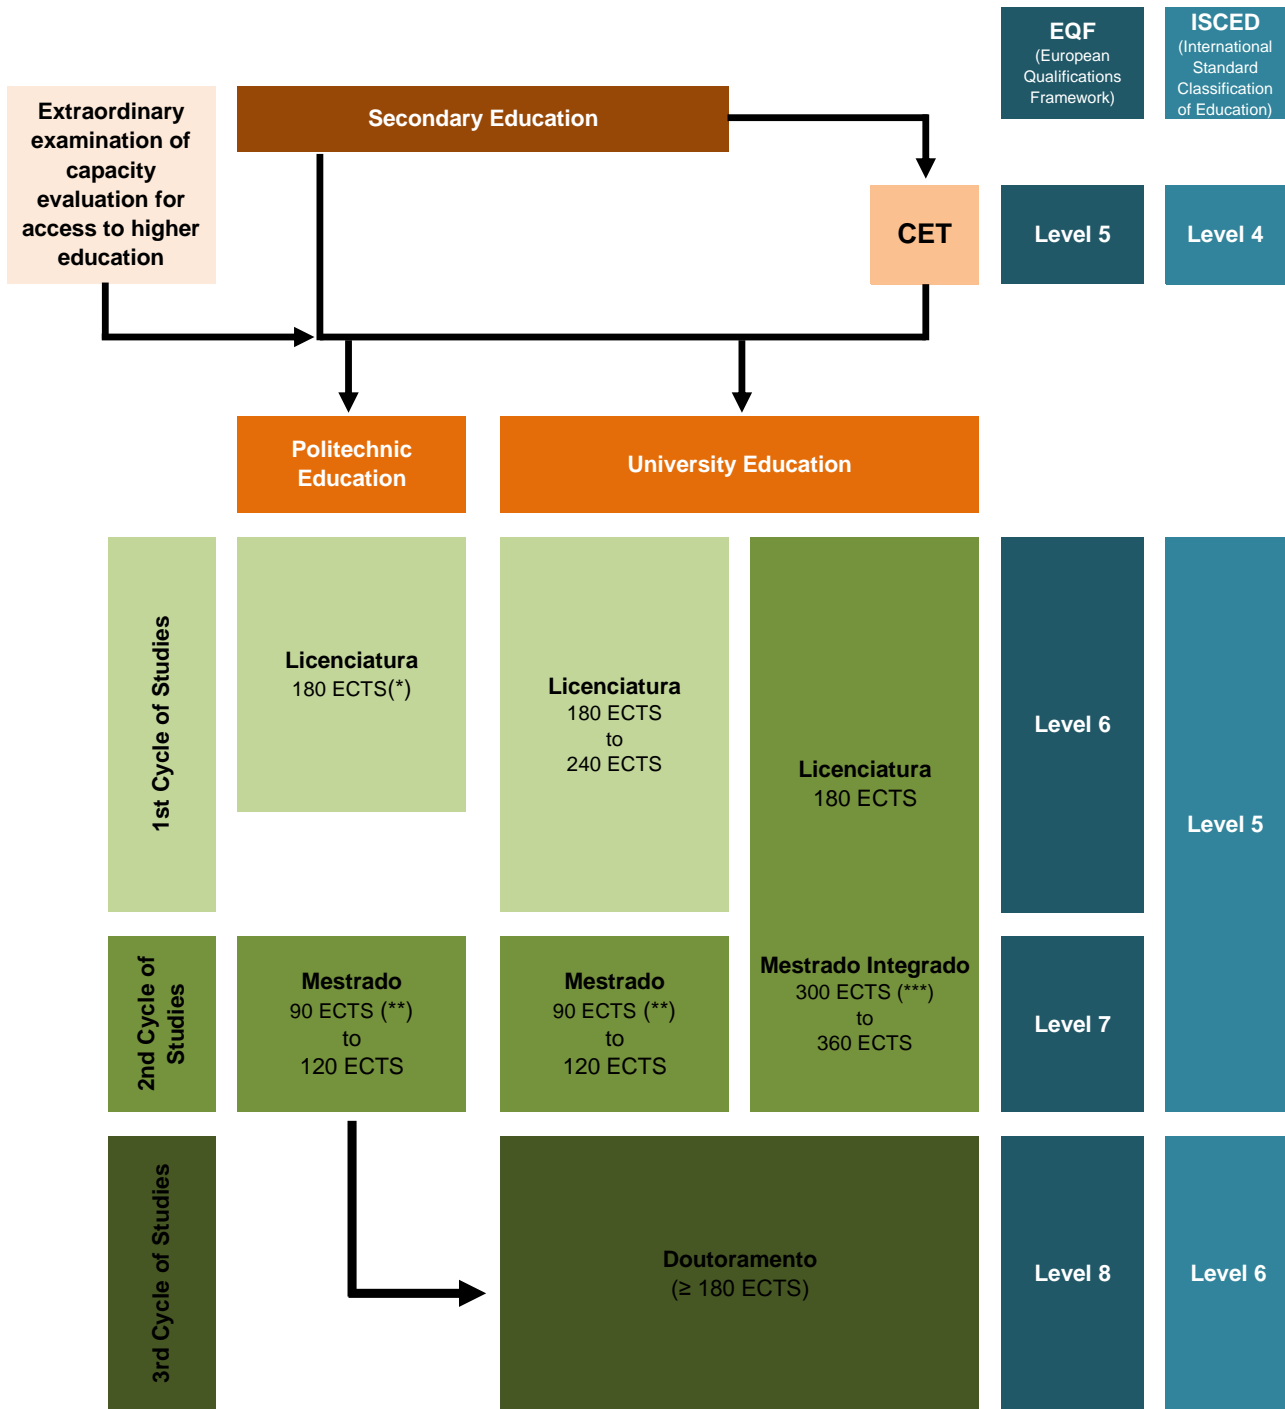 EQF
(European
Qualifications
Framework)
ISCED
(International
Standard
Classification
of Education)
Extraordinary
examination of
capacity
evaluation for
access to higher
education
Secondary Education
CET
Level 5
Level 4
Politechnic
Education
University Education
1st Cycle of Studies
Licenciatura
180 ECTS(*)
Licenciatura
180 ECTS
to
240 ECTS
Licenciatura
180 ECTS
Level 6
Level 5
2nd Cycle of
Studies
Mestrado
90 ECTS (**)
to
120 ECTS
Mestrado
90 ECTS (**)
to
120 ECTS
Mestrado Integrado
300 ECTS (***)
to
360 ECTS
Level 7
3rd Cycle of Studies
Doutoramento
(≥ 180 ECTS)
Level 8
Level 6